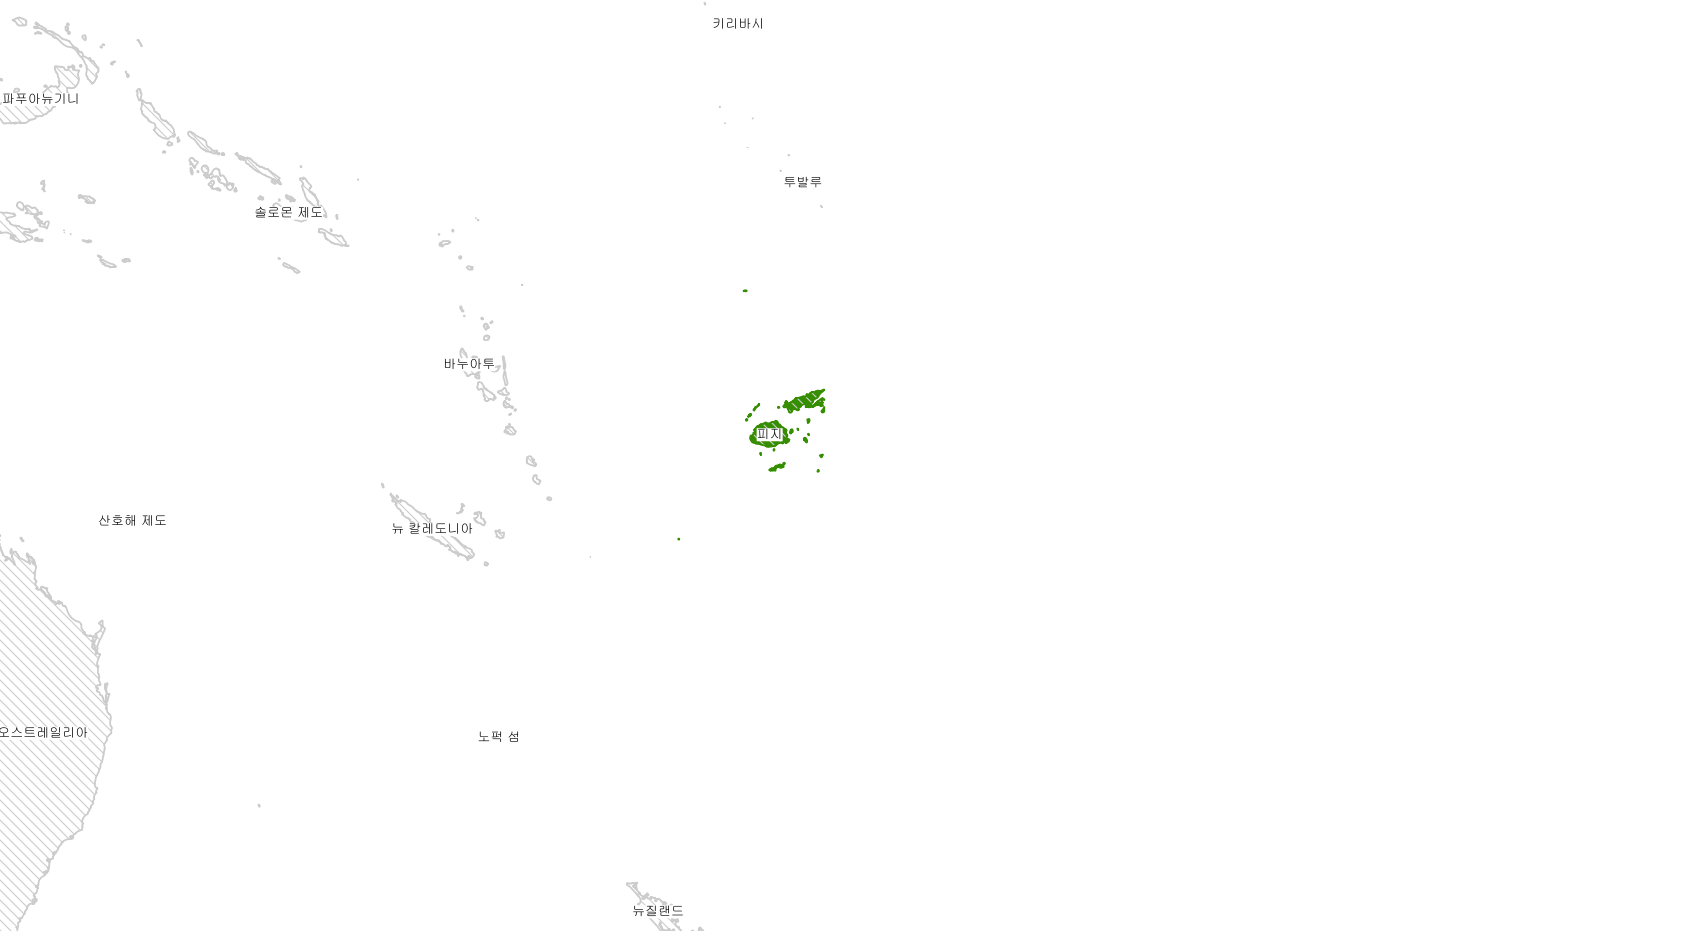 키리바시
파푸아뉴기니
투발루
솔로몬 제도
바누아투
피지
산호해 제도
뉴 칼레도니아
오스트레일리아
노퍽 섬
뉴질랜드